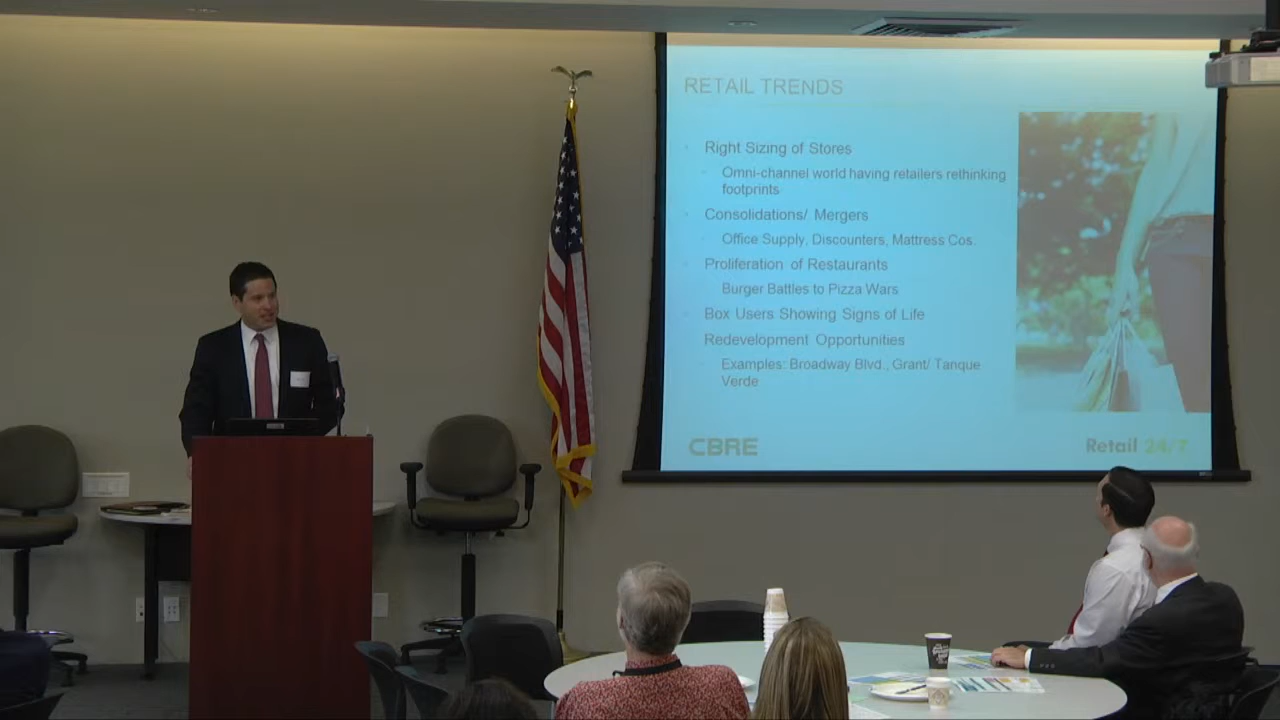 RETAIL TRENDS
Right Sizing of Stores
Omni-channel world having retailers rethinking
footprints
Consolidations/ Mergers
Office Supply, Discounters, Mattress Cos.
Proliferation of Restaurants
Burger Battles to Pizza Wars
Box Users Showing Signs of Life
Redevelopment Opportunities
Examples: Broadway Blvd., Grant/ Tanque
Verde
CBRE
Retail 24/7